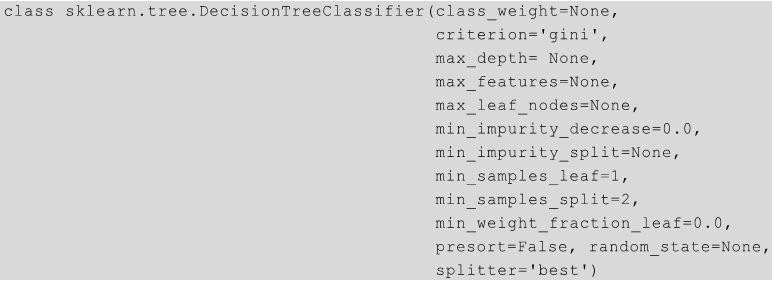 class sklearn.tree.DecisionTreeClassifier(class_weight=None,
criterion='gini',
max_depth= None,
max_features=None,
max_leaf_nodes=None,
min_impurity_decrease=0.0,
min_impurity_split=None,
min_samples_leaf=1,
min_samples_split=2,
min_weight_fraction_leaf=0.0,
presort=False, random_state=None,
splitter='best')